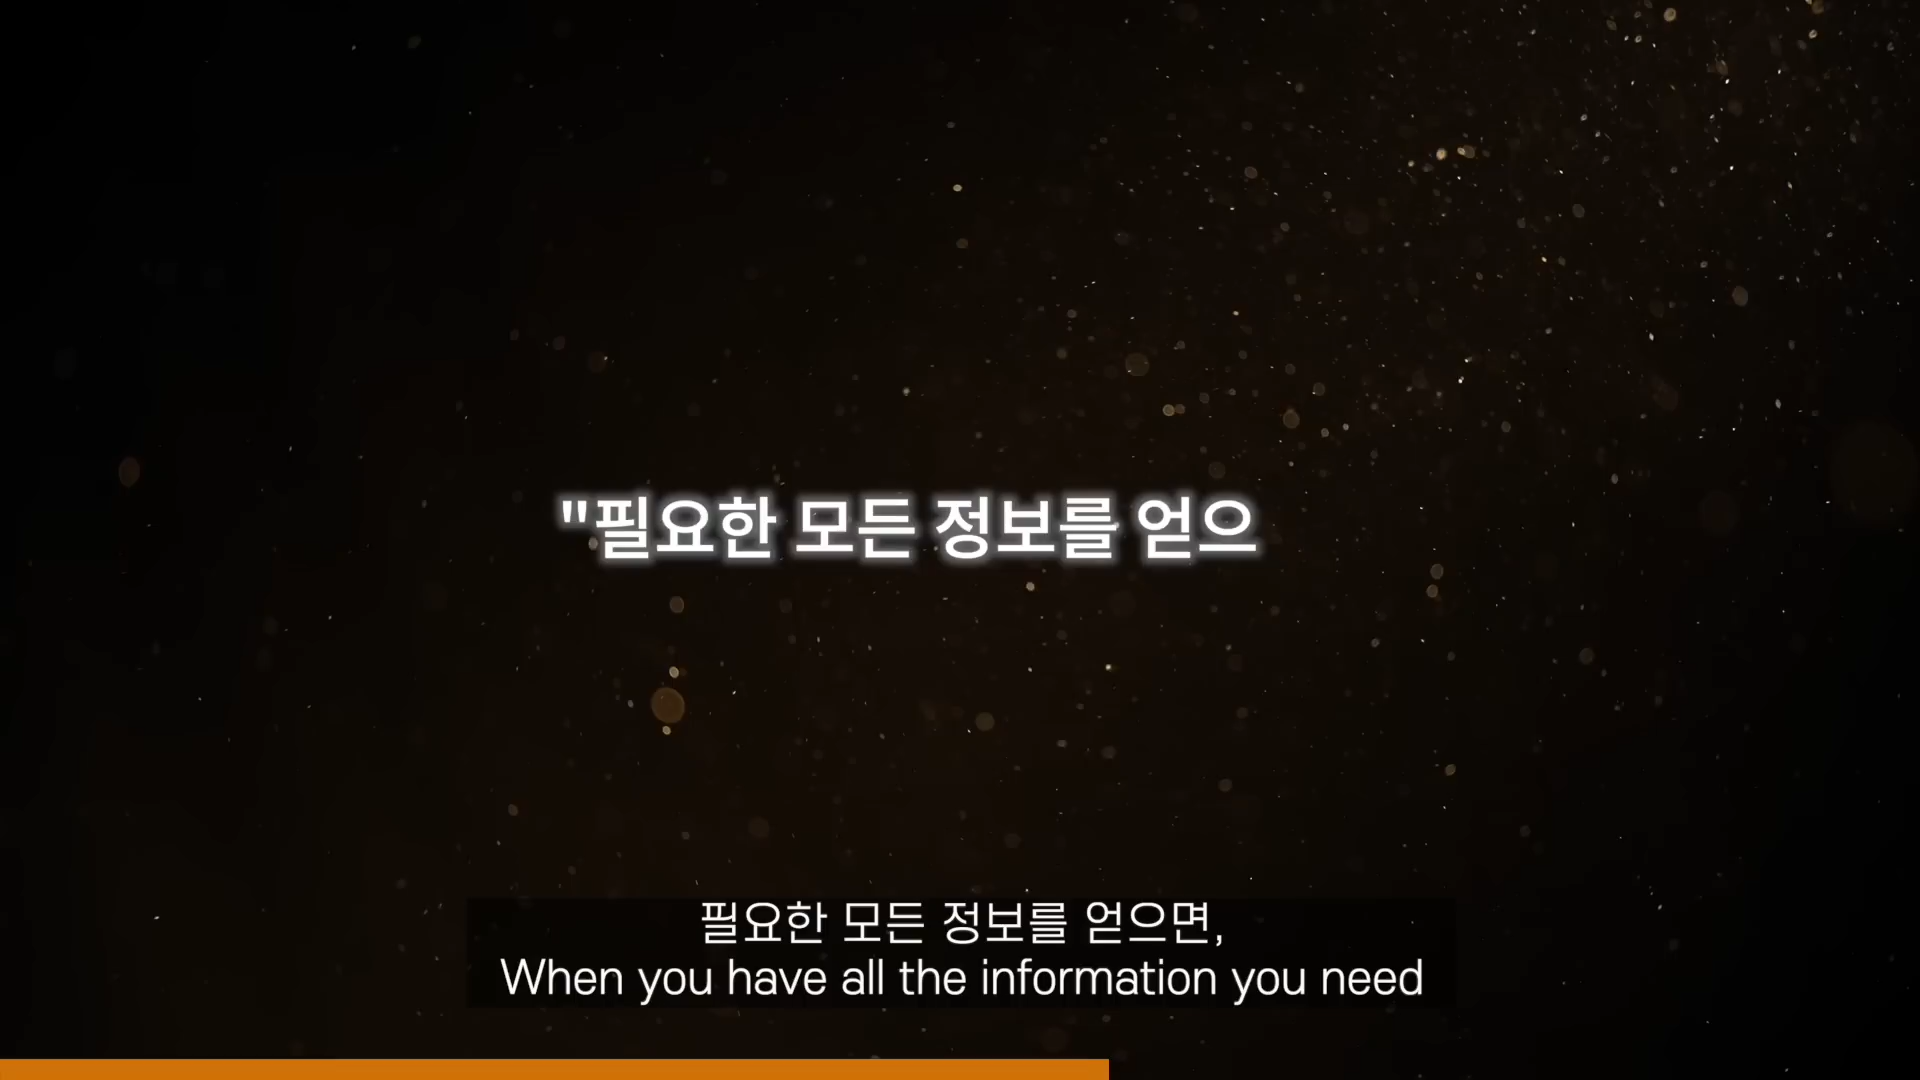 "필요한 모든 정보를 얻으
필요한 모든 정보를 얻으면,
When you have all the information you need